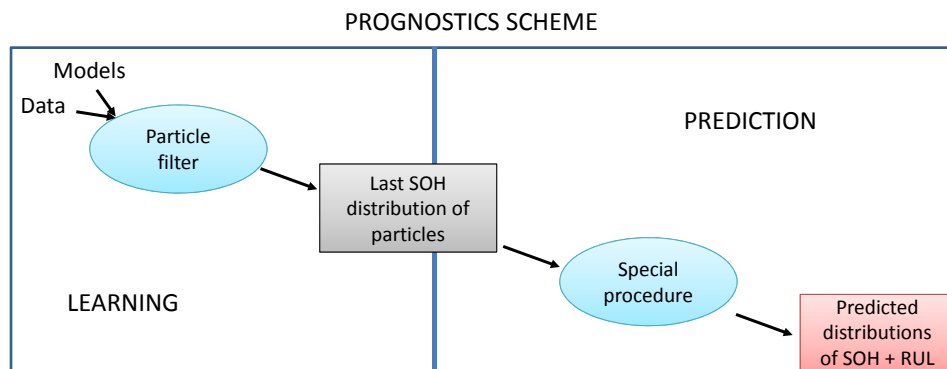 PROGNOSTICS SCHEME
Models
Data
Particle
filter
PREDICTION
Last SOH
distribution of
particles
Special
procedure
LEARNING
Predicted
distributions
of SOH + RUL